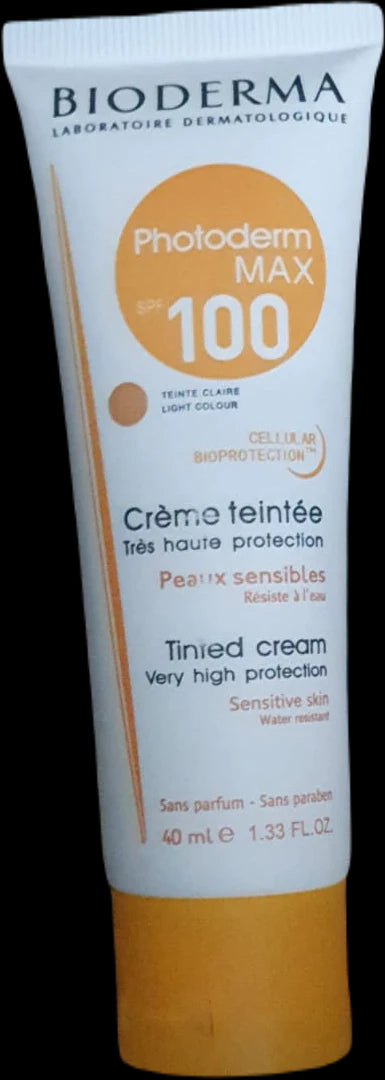 BIODERMA
LABORATOIRE DERMATOLOGIQUE
Photoderm
MAX
SPF 100
TEINTE CLAIRE
LIGHT COLOUR
CELLULAR
BIOPROTECTION™
Crème teintée
Très haute protection
Peaux sensibles
Résiste à l'eau
Tinted cream
Very high protection
Sensitive skin
Water resistant
Sans parfum - Sans paraben
40 ml e 1.33 FL.OZ.